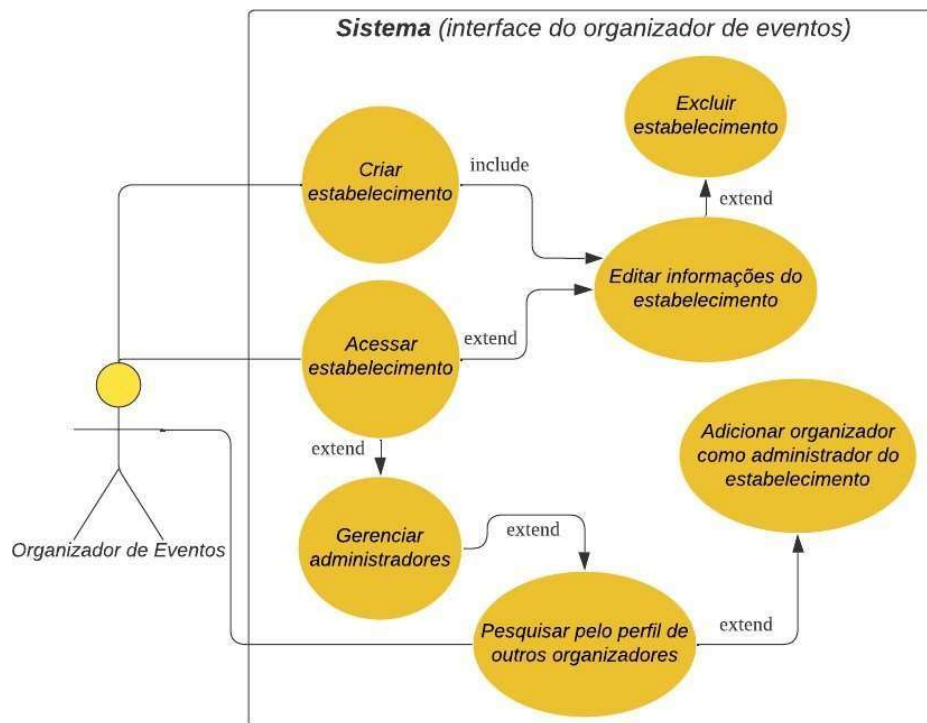 Sistema (interface do organizador de eventos)
Excluir
estabelecimento
Criar
estabelecimento
include
extend
Editar informações do
estabelecimento
Acessar
estabelecimento
extend
extend
Adicionar organizador
como administrador do
estabelecimento
Organizador de Eventos
Gerenciar
administradores
extend
Pesquisar pelo perfil de
outros organizadores
extend